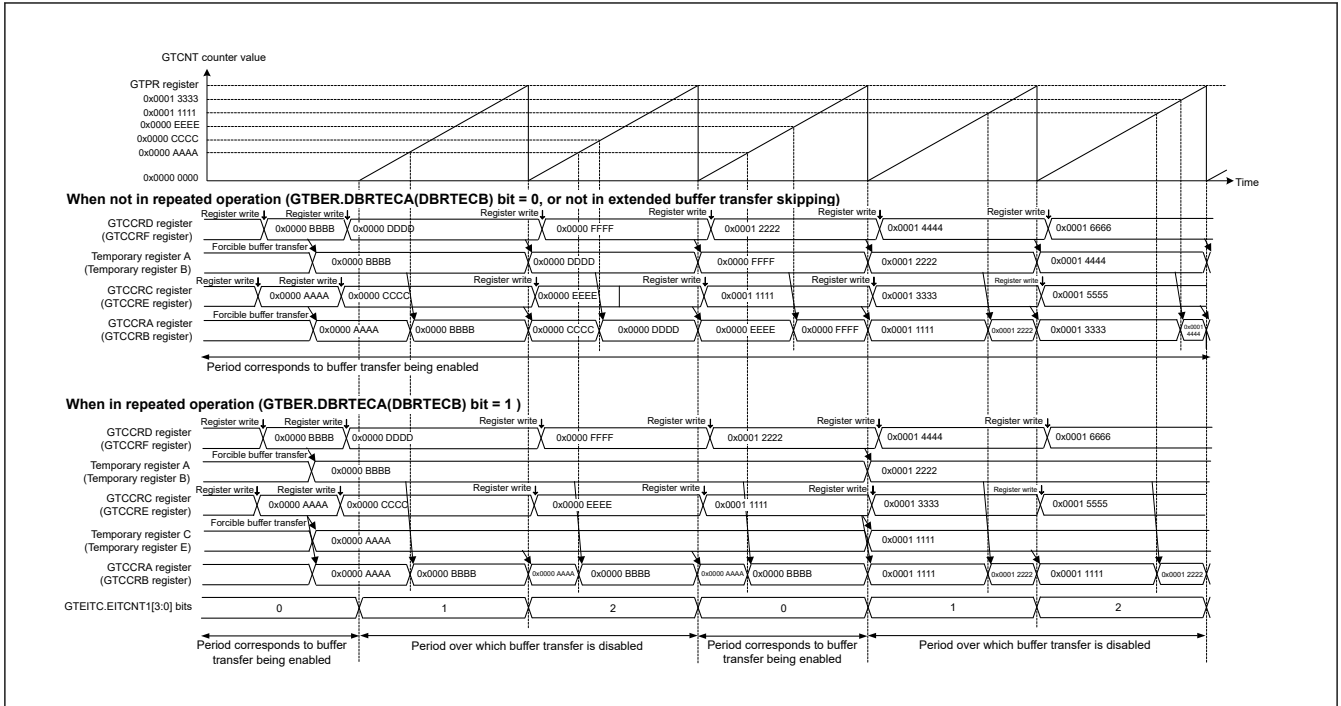 GTCNT counter value
GTPR register
0x0001 3333
0x0001 1111
0x0000 EEEE
0x0000 CCCC
0x0000 AAAA
0x0000 0000
Time
When not in repeated operation (GTBER.DBRTECA(DBRTECB) bit = 0, or not in extended buffer transfer skipping)
Register write Register write Register write Register write Register write Register write
GTCCRD register
(GTCCRF register)
0x0000 BBBB 0x0000 DDDD 0x0000 FFFF 0x0001 2222 0x0001 4444 0x0001 6666
Forcible buffer transfer
Temporary register A
(Temporary register B)
0x0000 BBBB 0x0000 DDDD 0x0000 FFFF 0x0001 2222 0x0001 4444
Register write Register write Register write Register write Register write Register write
GTCCRC register
(GTCCRE register)
0x0000 AAAA 0x0000 CCCC 0x0000 EEEE 0x0001 1111 0x0001 3333 0x0001 5555
Forcible buffer transfer
GTCCRA register
(GTCCRB register)
0x0000 AAAA 0x0000 BBBB 0x0000 CCCC 0x0000 DDDD 0x0000 EEEE 0x0000 FFFF 0x0001 1111 0x0001 2222 0x0001 3333 0x0001 4444
Period corresponds to buffer transfer being enabled
When in repeated operation (GTBER.DBRTECA(DBRTECB) bit = 1 )
Register write Register write Register write Register write Register write Register write
GTCCRD register
(GTCCRF register)
0x0000 BBBB 0x0000 DDDD 0x0000 FFFF 0x0001 2222 0x0001 4444 0x0001 6666
Forcible buffer transfer
Temporary register A
(Temporary register B)
0x0000 BBBB 0x0001 2222
Register write Register write Register write Register write Register write Register write
GTCCRC register
(GTCCRE register)
0x0000 AAAA 0x0000 CCCC 0x0000 EEEE 0x0001 1111 0x0001 3333 0x0001 5555
Forcible buffer transfer
Temporary register C
(Temporary register E)
0x0000 AAAA 0x0001 1111
GTCCRA register
(GTCCRB register)
0x0000 AAAA 0x0000 BBBB 0x0000 AAAA 0x0000 BBBB 0x0000 AAAA 0x0000 BBBB 0x0001 1111 0x0001 2222 0x0001 1111 0x0001 2222
GTEITC.EITCNT1[3:0] bits 0 1 2 0 1 2
Period corresponds to buffer
transfer being enabled
Period over which buffer transfer is disabled
Period corresponds to buffer
transfer being enabled
Period over which buffer transfer is disabled